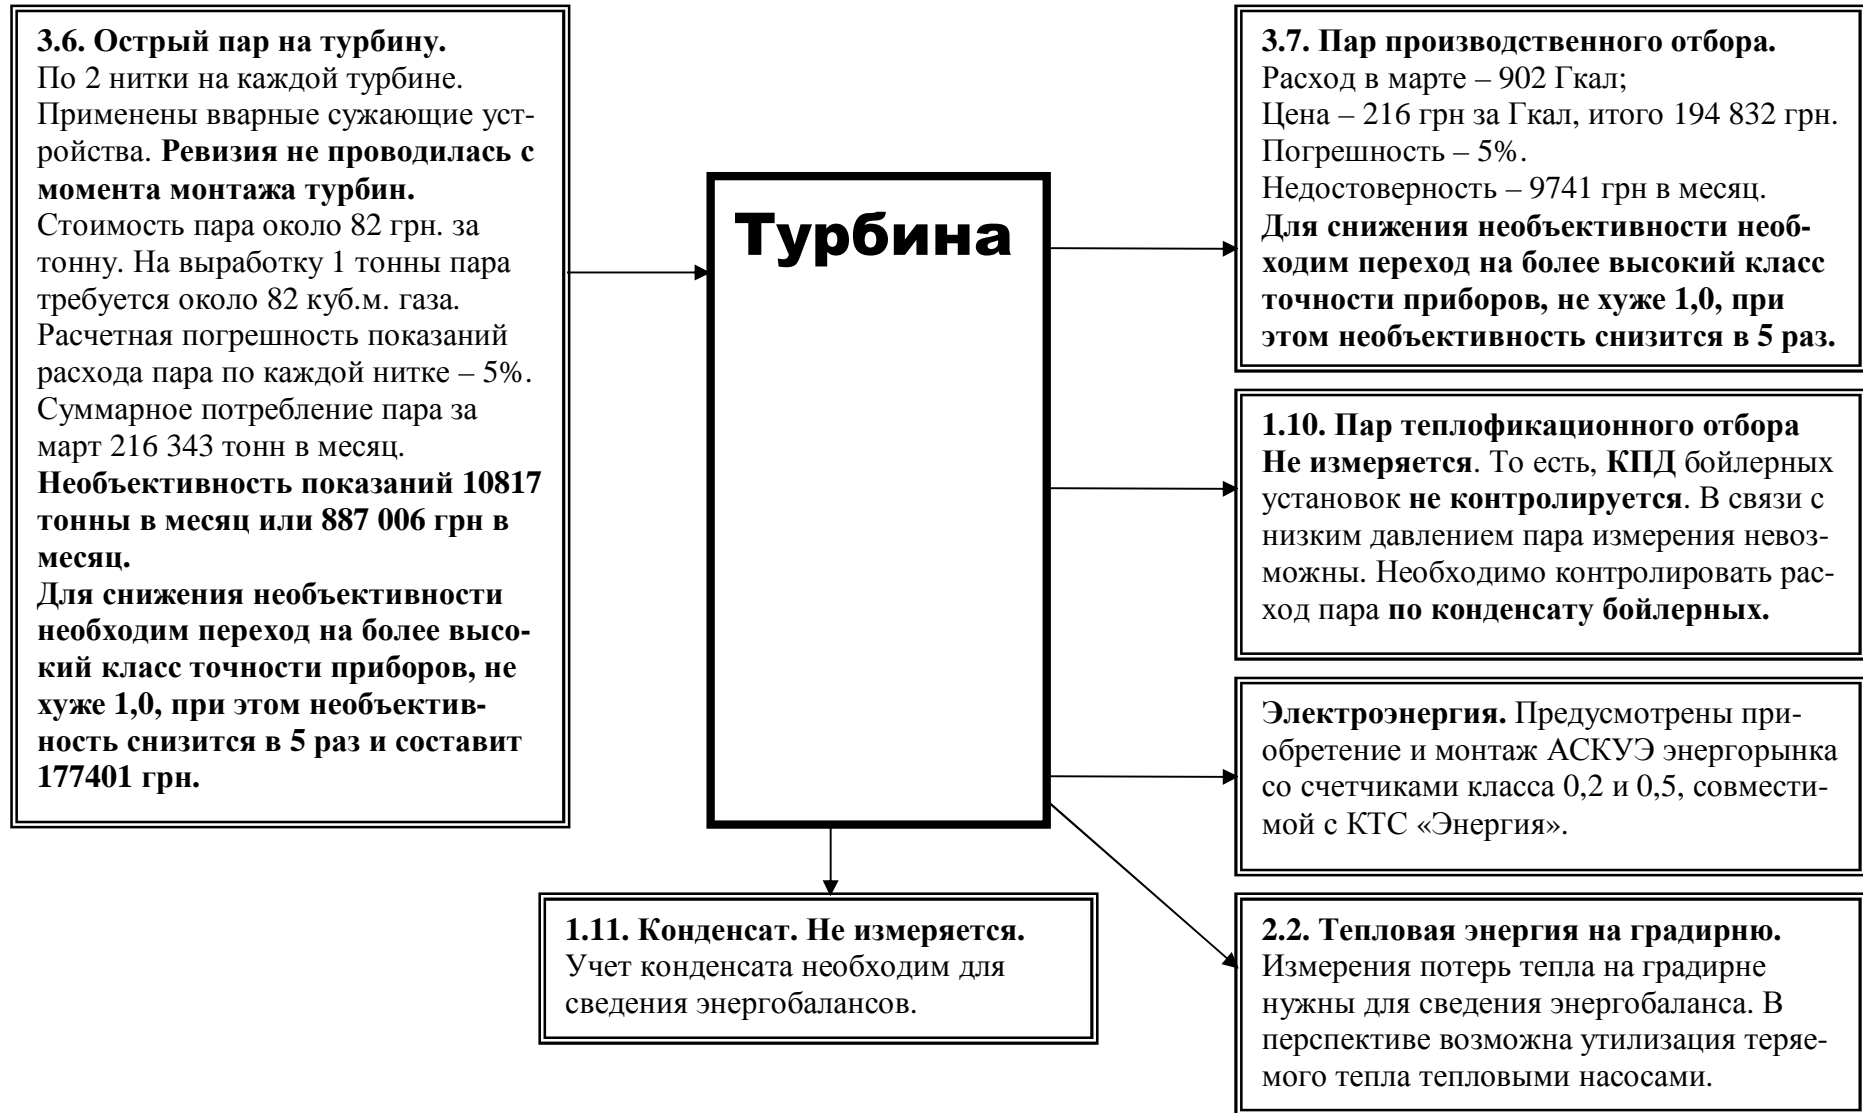 3.6. Острый пар на турбину.
По 2 нитки на каждой турбине.
Применены вварные сужающие уст-
ройства. Ревизия не проводилась с
момента монтажа турбин.
Стоимость пара около 82 грн. за
тонну. На выработку 1 тонны пара
требуется около 82 куб.м. газа.
Расчетная погрешность показаний
расхода пара по каждой нитке – 5%.
Суммарное потребление пара за
март 216 343 тонн в месяц.
Необъективность показаний 10817
тонны в месяц или 887 006 грн в
месяц.
Для снижения необъективности
необходим переход на более высо-
кий класс точности приборов, не
хуже 1,0, при этом необъектив-
ность снизится в 5 раз и составит
177401 грн.
Турбина
3.7. Пар производственного отбора.
Расход в марте – 902 Гкал;
Цена – 216 грн за Гкал, итого 194 832 грн.
Погрешность – 5%.
Недостоверность – 9741 грн в месяц.
Для снижения необъективности необ-
ходим переход на более высокий класс
точности приборов, не хуже 1,0, при
этом необъективность снизится в 5 раз.
1.10. Пар теплофикационного отбора
Не измеряется. То есть, КПД бойлерных
установок не контролируется. В связи с
низким давлением пара измерения невоз-
можны. Необходимо контролировать рас-
ход пара по конденсату бойлерных.
Электроэнергия. Предусмотрены при-
обретение и монтаж АСКУЭ энергорынка
со счетчиками класса 0,2 и 0,5, совмести-
мой с КТС «Энергия».
1.11. Конденсат. Не измеряется.
Учет конденсата необходим для
сведения энергобалансов.
2.2. Тепловая энергия на градирню.
Измерения потерь тепла на градирне
нужны для сведения энергобаланса. В
перспективе возможна утилизация теряе-
мого тепла тепловыми насосами.